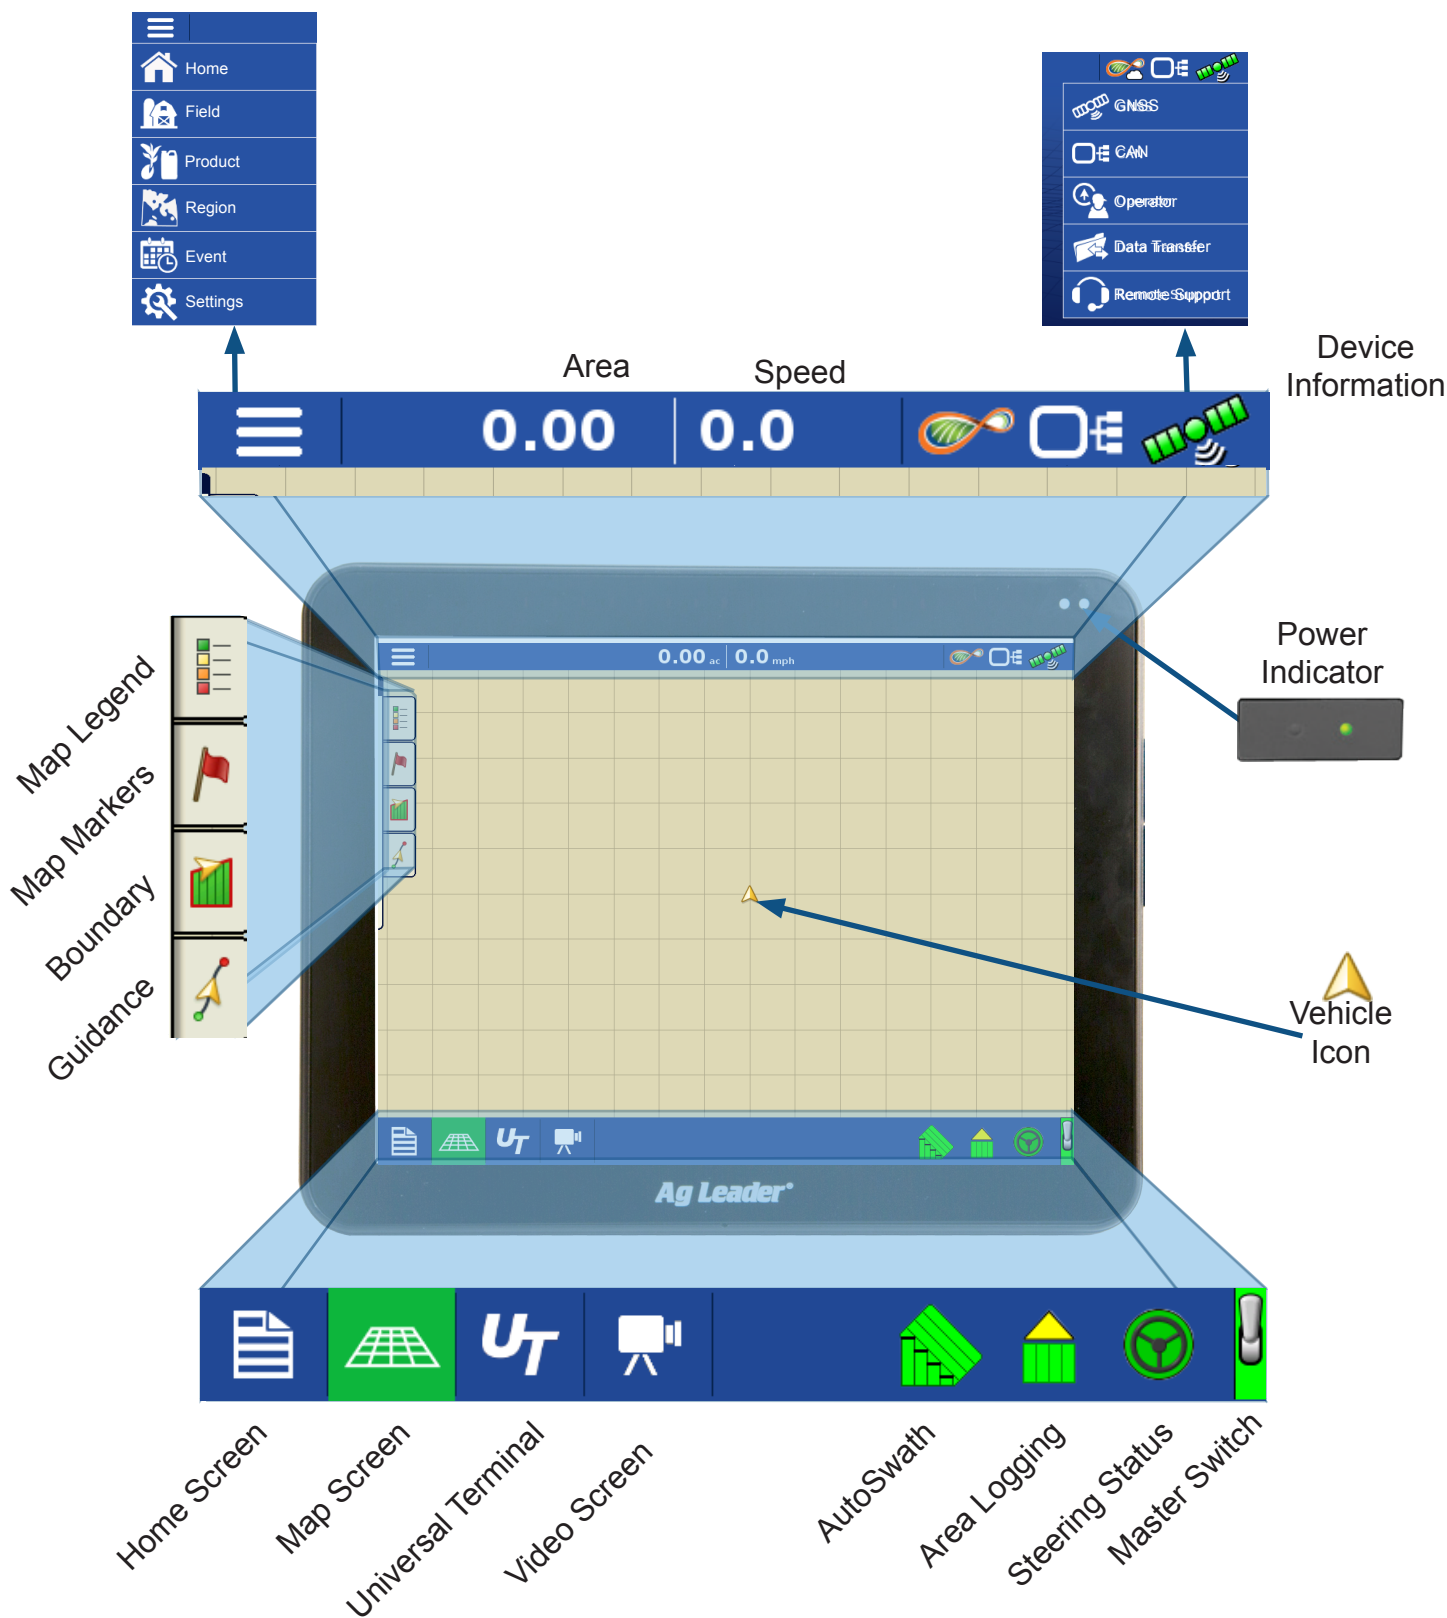 Home
Field
Product
Region
Event
Settings
GNSS
CAN
Operator
Data Transfer
Remote Support
Device
Information
Area
Speed
0.00
0.0
Power
Indicator
0.00 ac
0.0 mph
Map Legend
Map Markers
Boundary
Guidance
Vehicle
Icon
UT
Ag Leader®
UT
Home Screen
Map Screen
Universal Terminal
Video Screen
AutoSwath
Area Logging
Steering Status
Master Switch